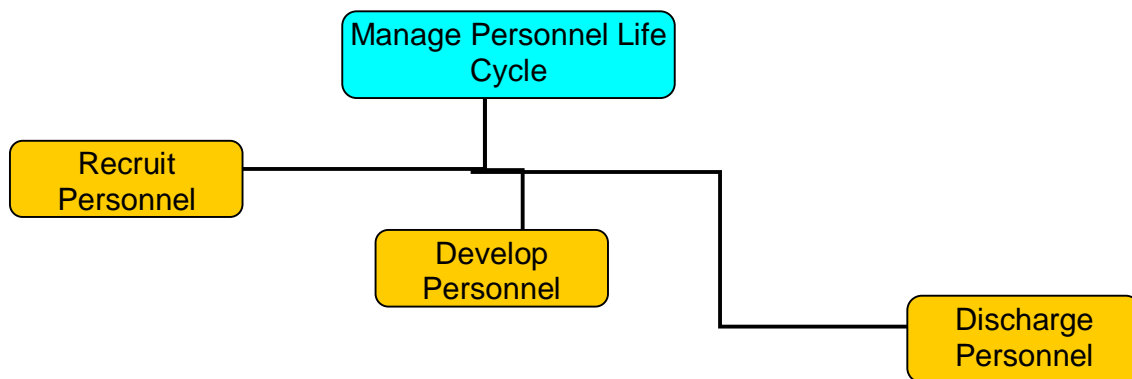 Manage Personnel Life
Cycle
Recruit
Personnel
Develop
Personnel
Discharge
Personnel